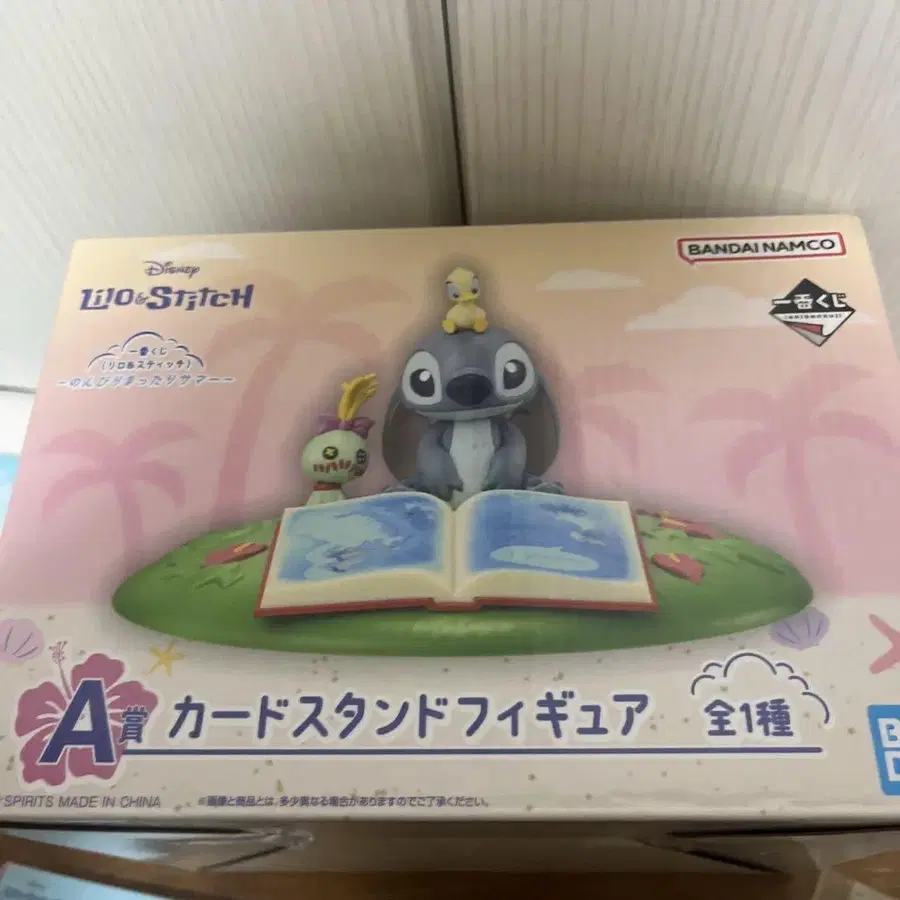 Disney
Lilo & Stitch
一番くじ
(リロ&スティッチ)
ーのんびりまったりサマーー
BANDAI NAMCO
一番くじ
A賞 カードスタンドフィギュア 全1種
SPIRITS MADE IN CHINA
※画像と商品とは、多少異なる場合がありますのでご了承ください。